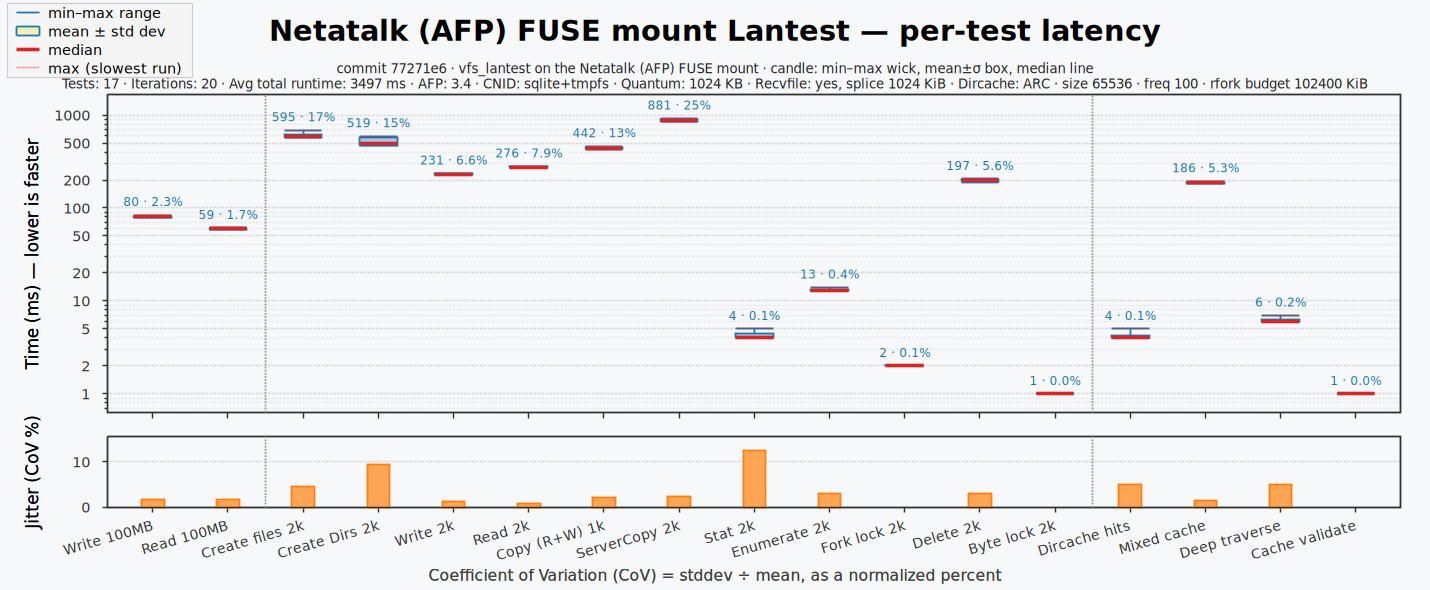 min–max range
mean ± std dev
median
max (slowest run)
Netatalk (AFP) FUSE mount Lantest — per-test latency
commit 77271e6 · vfs_lantest on the Netatalk (AFP) FUSE mount · candle: min–max wick, mean±σ box, median line
Tests: 17 · Iterations: 20 · Avg total runtime: 3497 ms · AFP: 3.4 · CNID: sqlite+tmpfs · Quantum: 1024 KB · Recvfile: yes, splice 1024 KiB · Dircache: ARC · size 65536 · freq 100 · rfork budget 102400 KiB
Time (ms) — lower is faster
1000
500
200
100
50
20
10
5
2
1
80 · 2.3%
59 · 1.7%
595 · 17%
519 · 15%
231 · 6.6%
276 · 7.9%
442 · 13%
881 · 25%
4 · 0.1%
13 · 0.4%
2 · 0.1%
197 · 5.6%
1 · 0.0%
4 · 0.1%
186 · 5.3%
6 · 0.2%
1 · 0.0%
Jitter (CoV %)
10
0
Write 100MB
Read 100MB
Create files 2k
Create Dirs 2k
Write 2k
Read 2k
Copy (R+W) 1k
ServerCopy 2k
Stat 2k
Enumerate 2k
Fork lock 2k
Delete 2k
Byte lock 2k
Dircache hits
Mixed cache
Deep traverse
Cache validate
Coefficient of Variation (CoV) = stddev ÷ mean, as a normalized percent